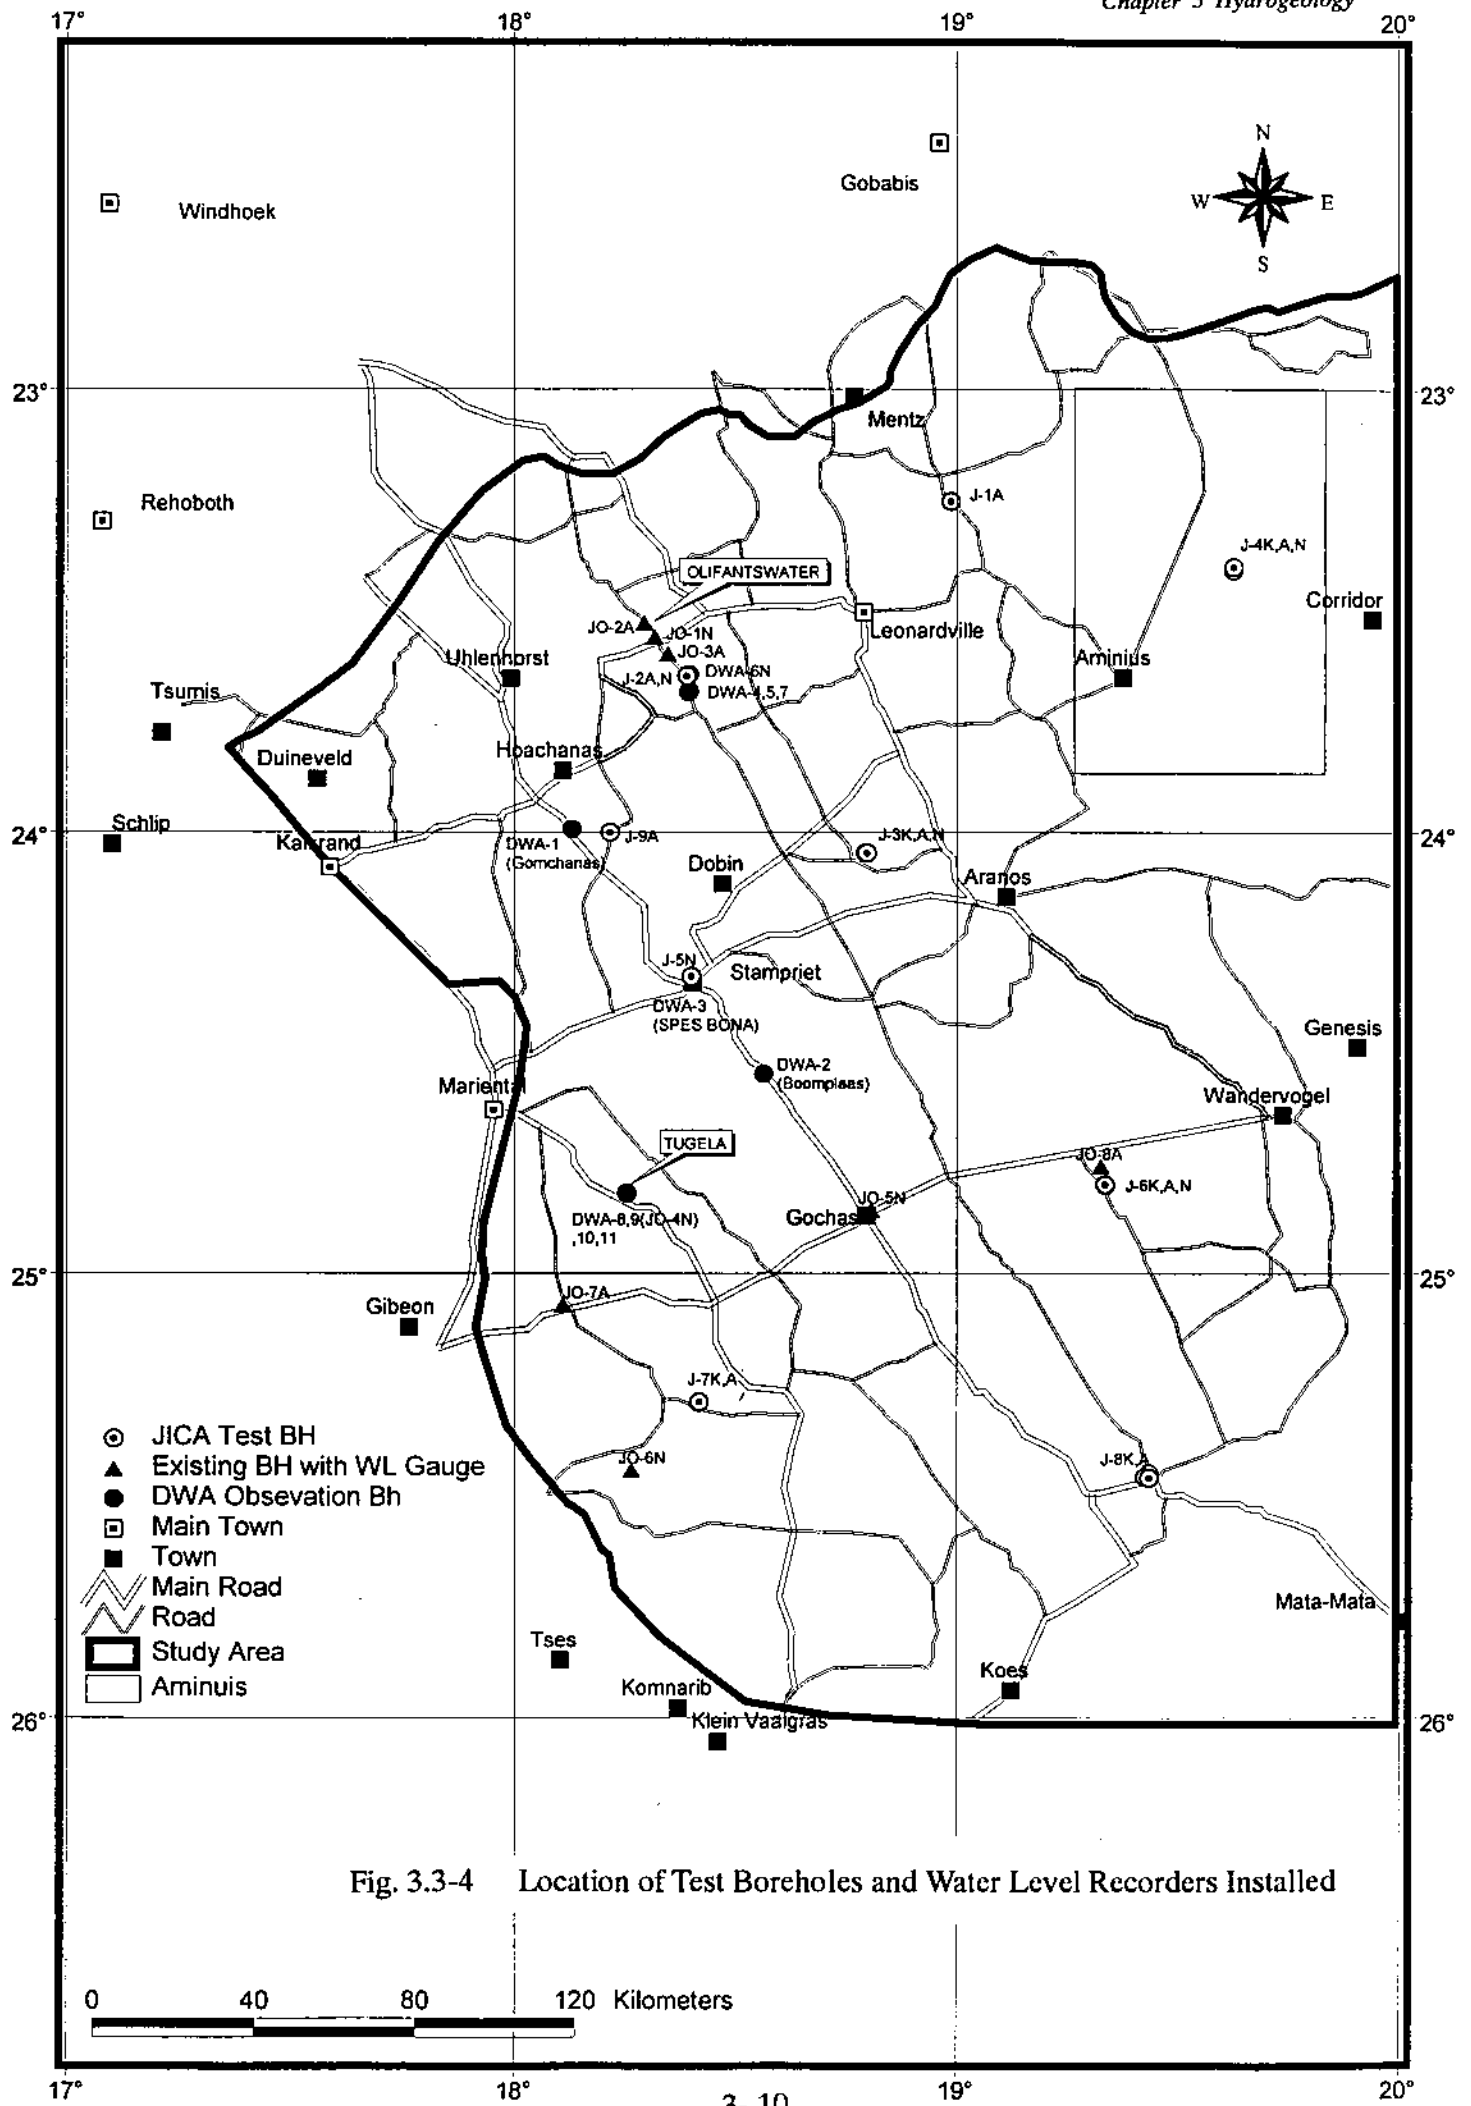 Chapter 3 Hydrogeology
17°
18°
19°
20°
N
W
E
S
Gobabis
Windhoek
23°
23°
Mentz
Rehoboth
J-1A
J-4K,A,N
OLIFANTSWATER
Corridor
JO-2A
JO-1N
Leonardville
JO-3A
Uhlenhorst
Aminius
J-2A,N
DWA-6N
DWA-4,5,7
Tsumis
Hoachanas
Duineveld
Schlip
24°
24°
Kalkrand
DWA-1
(Gomchanas)
J-9A
J-3K,A,N
Dobin
Aranos
J-5N
Stampriet
DWA-3
(SPES BONA)
Genesis
DWA-2
(Boomplaas)
Mariental
Wandervogel
TUGELA
JO-8A
J-6K,A,N
JO-5N
Gochas
DWA-8,9(JO-4N)
,10,11
25°
25°
JO-7A
Gibeon
J-7K,A
JICA Test BH
Existing BH with WL Gauge
DWA Obsevation Bh
Main Town
Town
Main Road
Road
Study Area
Aminuis
JO-6N
J-8K,A
Mata-Mata
Tses
Koes
Komnarib
Klein Vaalgras
26°
26°
Fig. 3.3-4 Location of Test Boreholes and Water Level Recorders Installed
0 40 80 120 Kilometers
17°
18°
19°
20°
3- 10